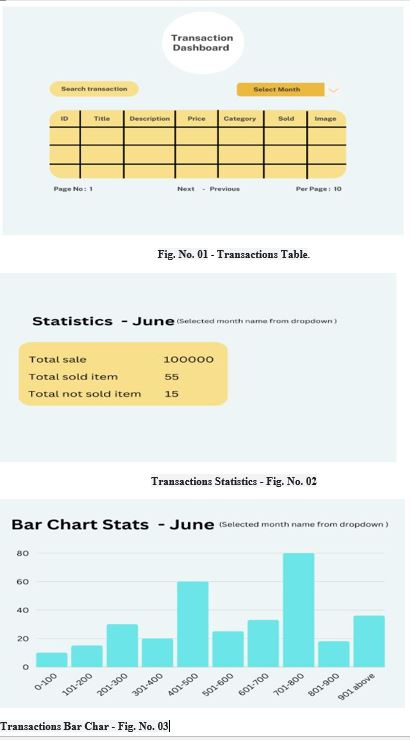 Transaction
Dashboard
Search transaction
Select Month
ID Title Description Price Category Sold Image
Page No : 1 Next - Previous Per Page : 10
Fig. No. 01 - Transactions Table.
Statistics - June (Selected month name from dropdown )
Total sale 100000
Total sold item 55
Total not sold item 15
Transactions Statistics - Fig. No. 02
Bar Chart Stats - June (Selected month name from dropdown )
80
60
40
20
0
0-100 101-200 201-300 301-400 401-500 501-600 601-700 701-800 801-900 901 above
Transactions Bar Char - Fig. No. 03